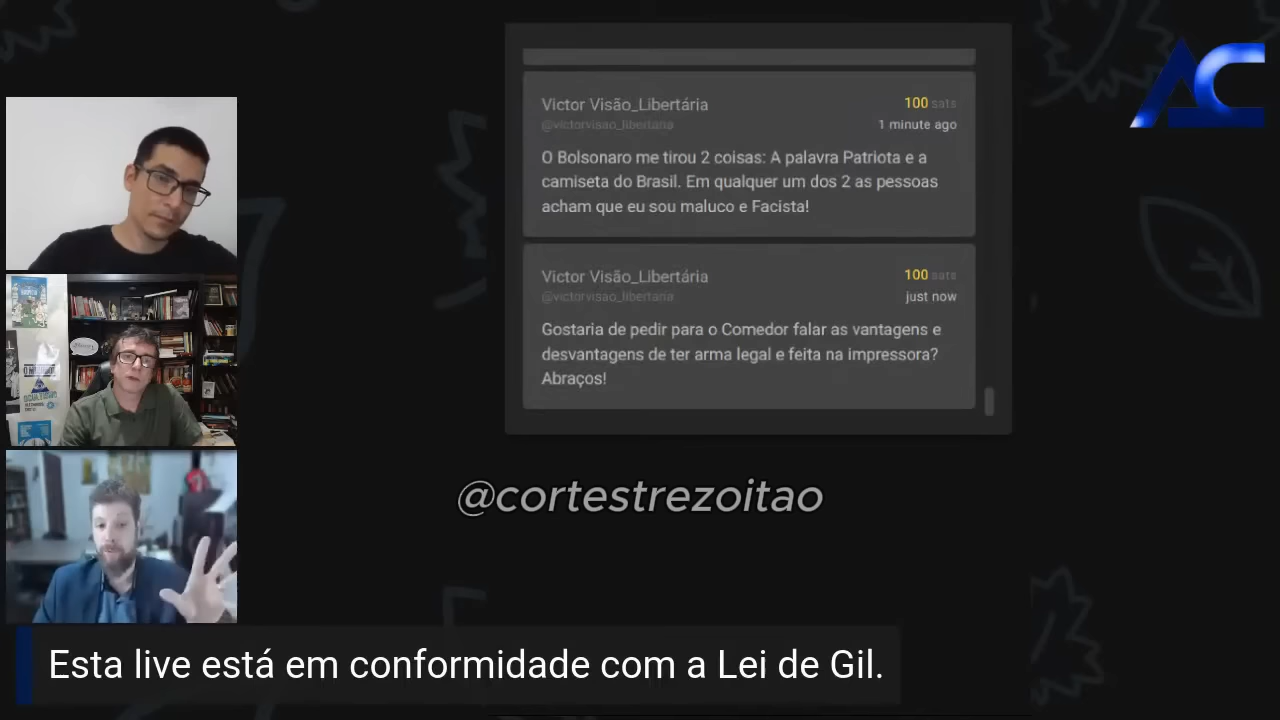 AC
Victor Visão_Libertária
100 sats
@victorvisao_libertaria
1 minute ago
O Bolsonaro me tirou 2 coisas: A palavra Patriota e a
camiseta do Brasil. Em qualquer um dos 2 as pessoas
acham que eu sou maluco e Facista!
Victor Visão_Libertária
100 sats
@victorvisao_libertaria
just now
Gostaria de pedir para o Comedor falar as vantagens e
desvantagens de ter arma legal e feita na impressora?
Abraços!
@cortestrezoitao
Esta live está em conformidade com a Lei de Gil.